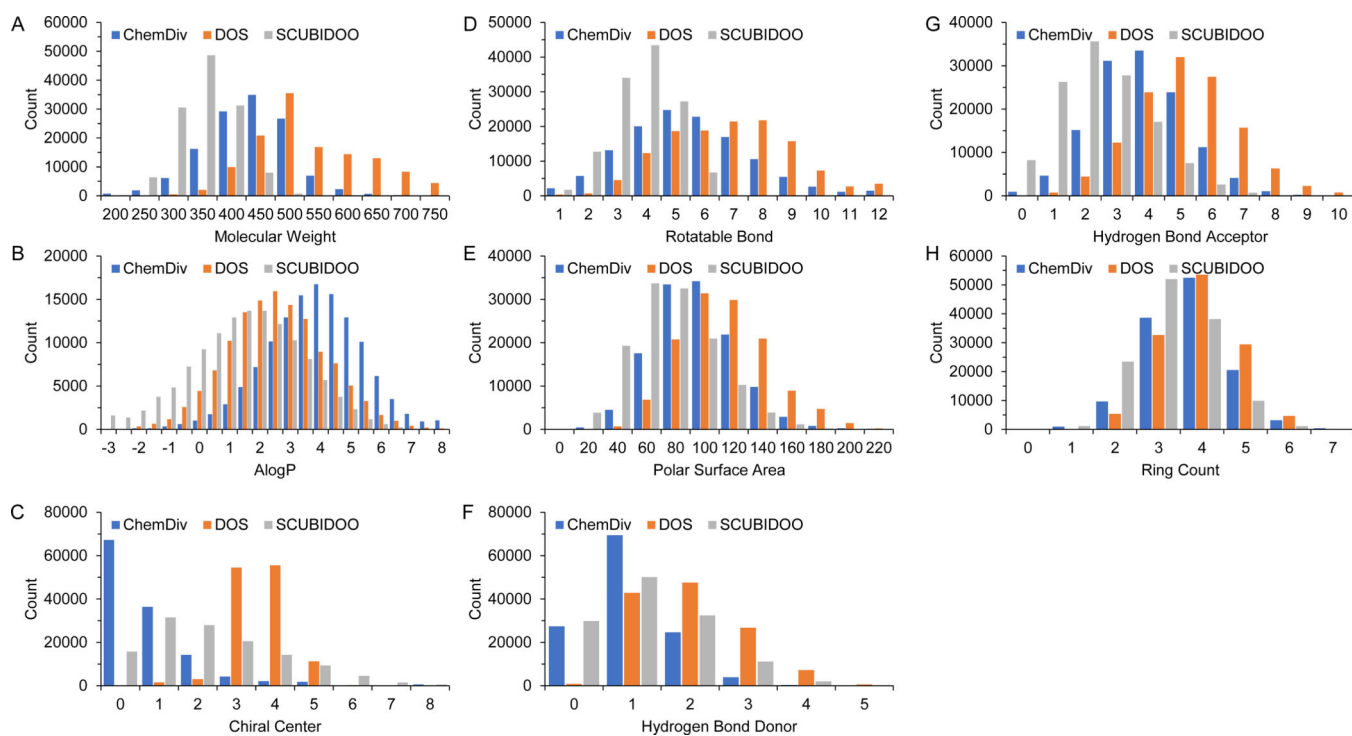 A
60000
50000
40000
30000
20000
10000
0
Count
ChemDiv DOS SCUBIDOO
200 250 300 350 400 450 500 550 600 650 700 750
Molecular Weight
D
50000
40000
30000
20000
10000
0
Count
ChemDiv DOS SCUBIDOO
1 2 3 4 5 6 7 8 9 10 11 12
Rotatable Bond
G
40000
30000
20000
10000
0
Count
ChemDiv DOS SCUBIDOO
0 1 2 3 4 5 6 7 8 9 10
Hydrogen Bond Acceptor
B
20000
15000
10000
5000
0
Count
ChemDiv DOS SCUBIDOO
-3 -2 -1 0 1 2 3 4 5 6 7 8
AlogP
E
40000
30000
20000
10000
0
Count
ChemDiv DOS SCUBIDOO
0 20 40 60 80 100 120 140 160 180 200 220
Polar Surface Area
H
60000
50000
40000
30000
20000
10000
0
Count
ChemDiv DOS SCUBIDOO
0 1 2 3 4 5 6 7
Ring Count
C
80000
60000
40000
20000
0
Count
ChemDiv DOS SCUBIDOO
0 1 2 3 4 5 6 7 8
Chiral Center
F
80000
60000
40000
20000
0
Count
ChemDiv DOS SCUBIDOO
0 1 2 3 4 5
Hydrogen Bond Donor